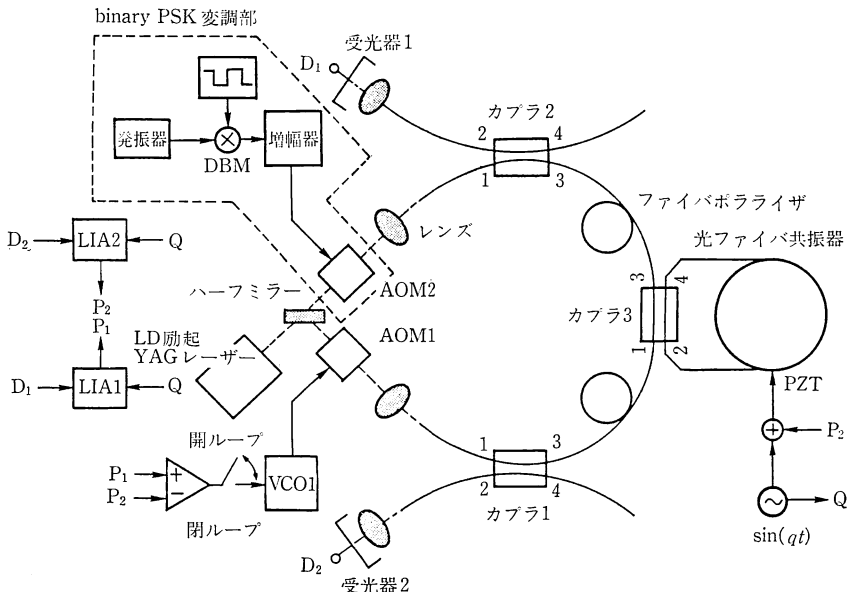 binary PSK 変調部
発振器
DBM
増幅器
受光器1
D₁
カプラ2
2
4
1
3
レンズ
ファイバポラライザ
光ファイバ共振器
D₂
LIA2
Q
P₂
P₁
D₁
LIA1
Q
ハーフミラー
AOM2
AOM1
LD励起
YAGレーザー
カプラ3
3
4
1
2
PZT
P₂
Q
sin(qt)
開ループ
閉ループ
P₁
P₂
+
−
VCO1
1
3
2
4
カプラ1
D₂
受光器2